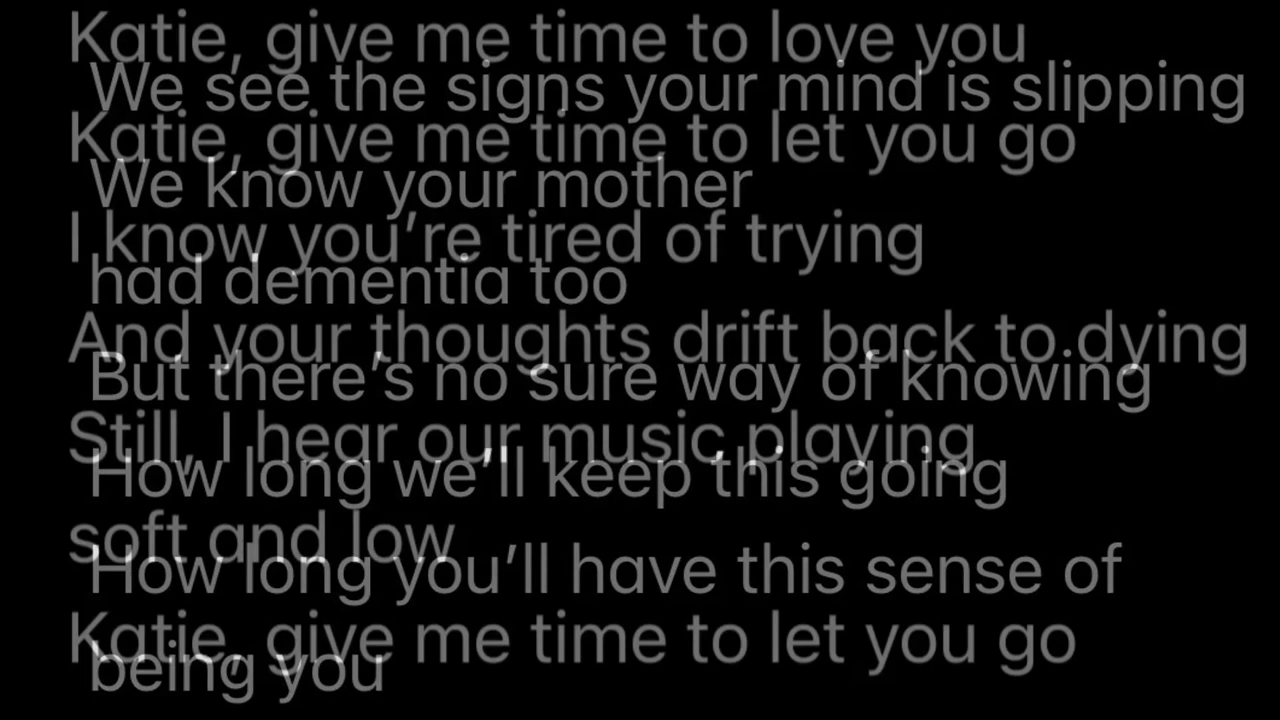 Katie, give me time to love you
We see the signs your mind is slipping
Katie, give me time to let you go
We know your mother
I know you’re tired of trying
had dementia too
And your thoughts drift back to dying
But there’s no sure way of knowing
Still, I hear our music playing
How long we’ll keep this going
soft and low
How long you’ll have this sense of
Katie, give me time to let you go
being you